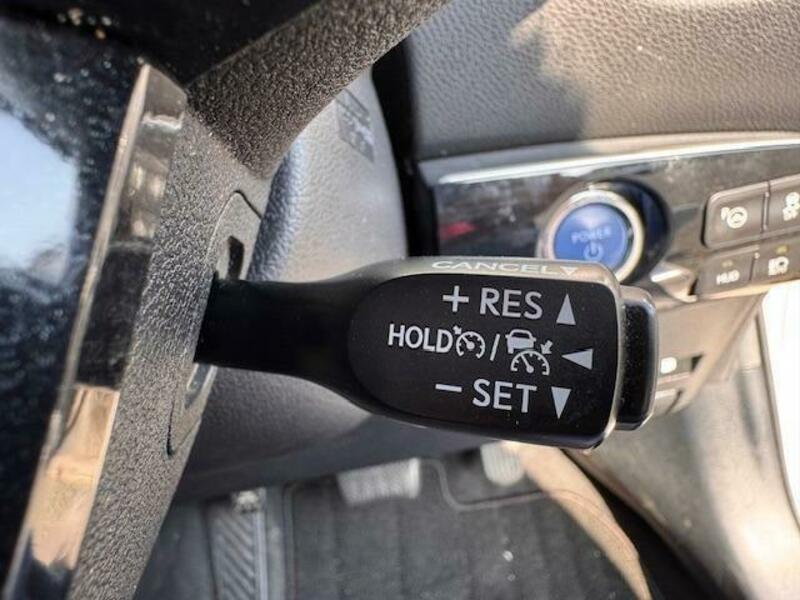 CANCEL
+ RES
HOLD /
− SET
POWER
HUD